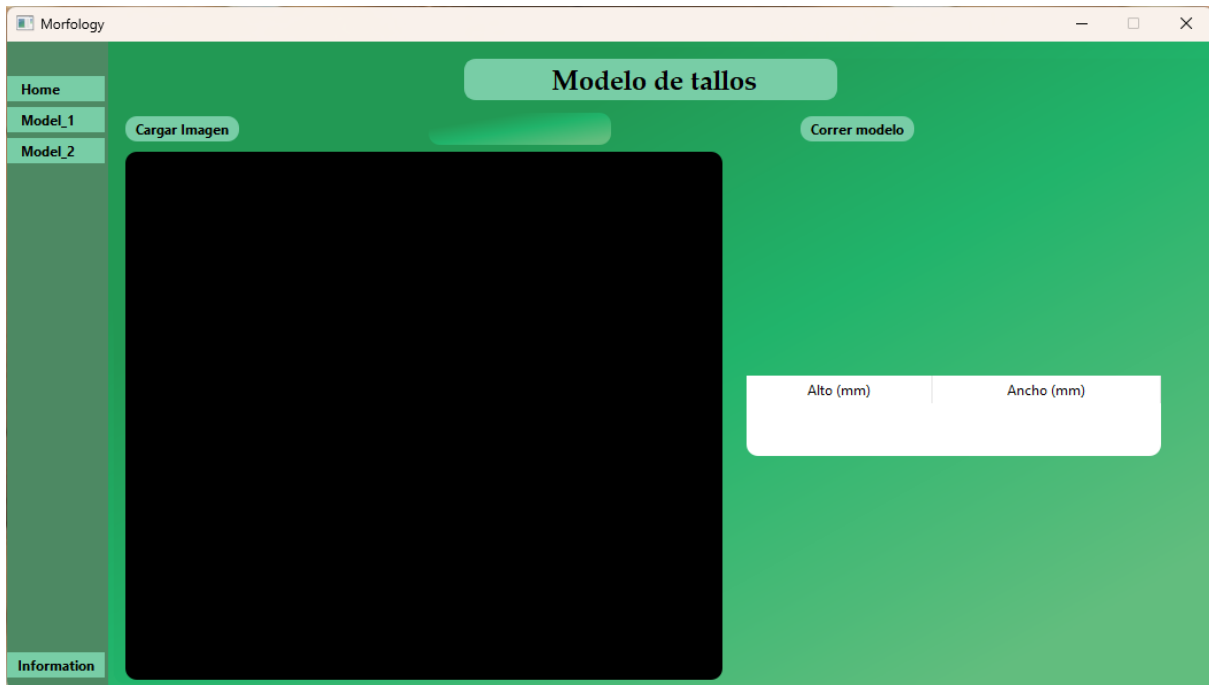 Morfology
Home
Model_1
Model_2
Information
Modelo de tallos
Cargar Imagen
Correr modelo
Alto (mm) Ancho (mm)